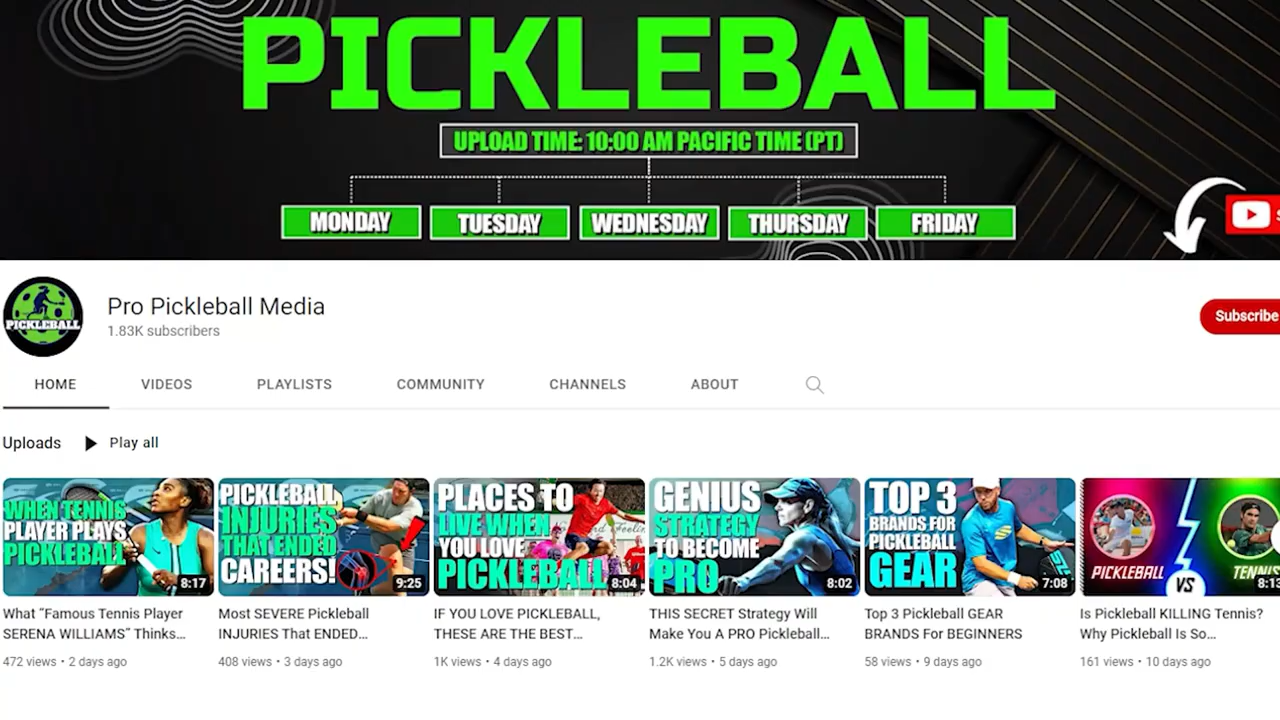 PICKLEBALL
UPLOAD TIME: 10:00 AM PACIFIC TIME (PT)
MONDAY
TUESDAY
WEDNESDAY
THURSDAY
FRIDAY
PICKLEBALL
Pro Pickleball Media
1.83K subscribers
Subscribe
HOME
VIDEOS
PLAYLISTS
COMMUNITY
CHANNELS
ABOUT
Uploads
Play all
WHEN TENNIS
PLAYER PLAYS
PICKLEBALL
8:17
PICKLEBALL
INJURIES
THAT ENDED
CAREERS!
9:25
PLACES TO
LIVE WHEN
YOU LOVE
PICKLEBALL
8:04
GENIUS
STRATEGY
TO BECOME
PRO
8:02
TOP 3
BRANDS FOR
PICKLEBALL
GEAR
7:08
PICKLEBALL
VS
TENNIS
8:13
What “Famous Tennis Player
SERENA WILLIAMS” Thinks...
472 views • 2 days ago
Most SEVERE Pickleball
INJURIES That ENDED...
408 views • 3 days ago
IF YOU LOVE PICKLEBALL,
THESE ARE THE BEST...
1K views • 4 days ago
THIS SECRET Strategy Will
Make You A PRO Pickleball...
1.2K views • 5 days ago
Top 3 Pickleball GEAR
BRANDS For BEGINNERS
58 views • 9 days ago
Is Pickleball KILLING Tennis?
Why Pickleball Is So...
161 views • 10 days ago